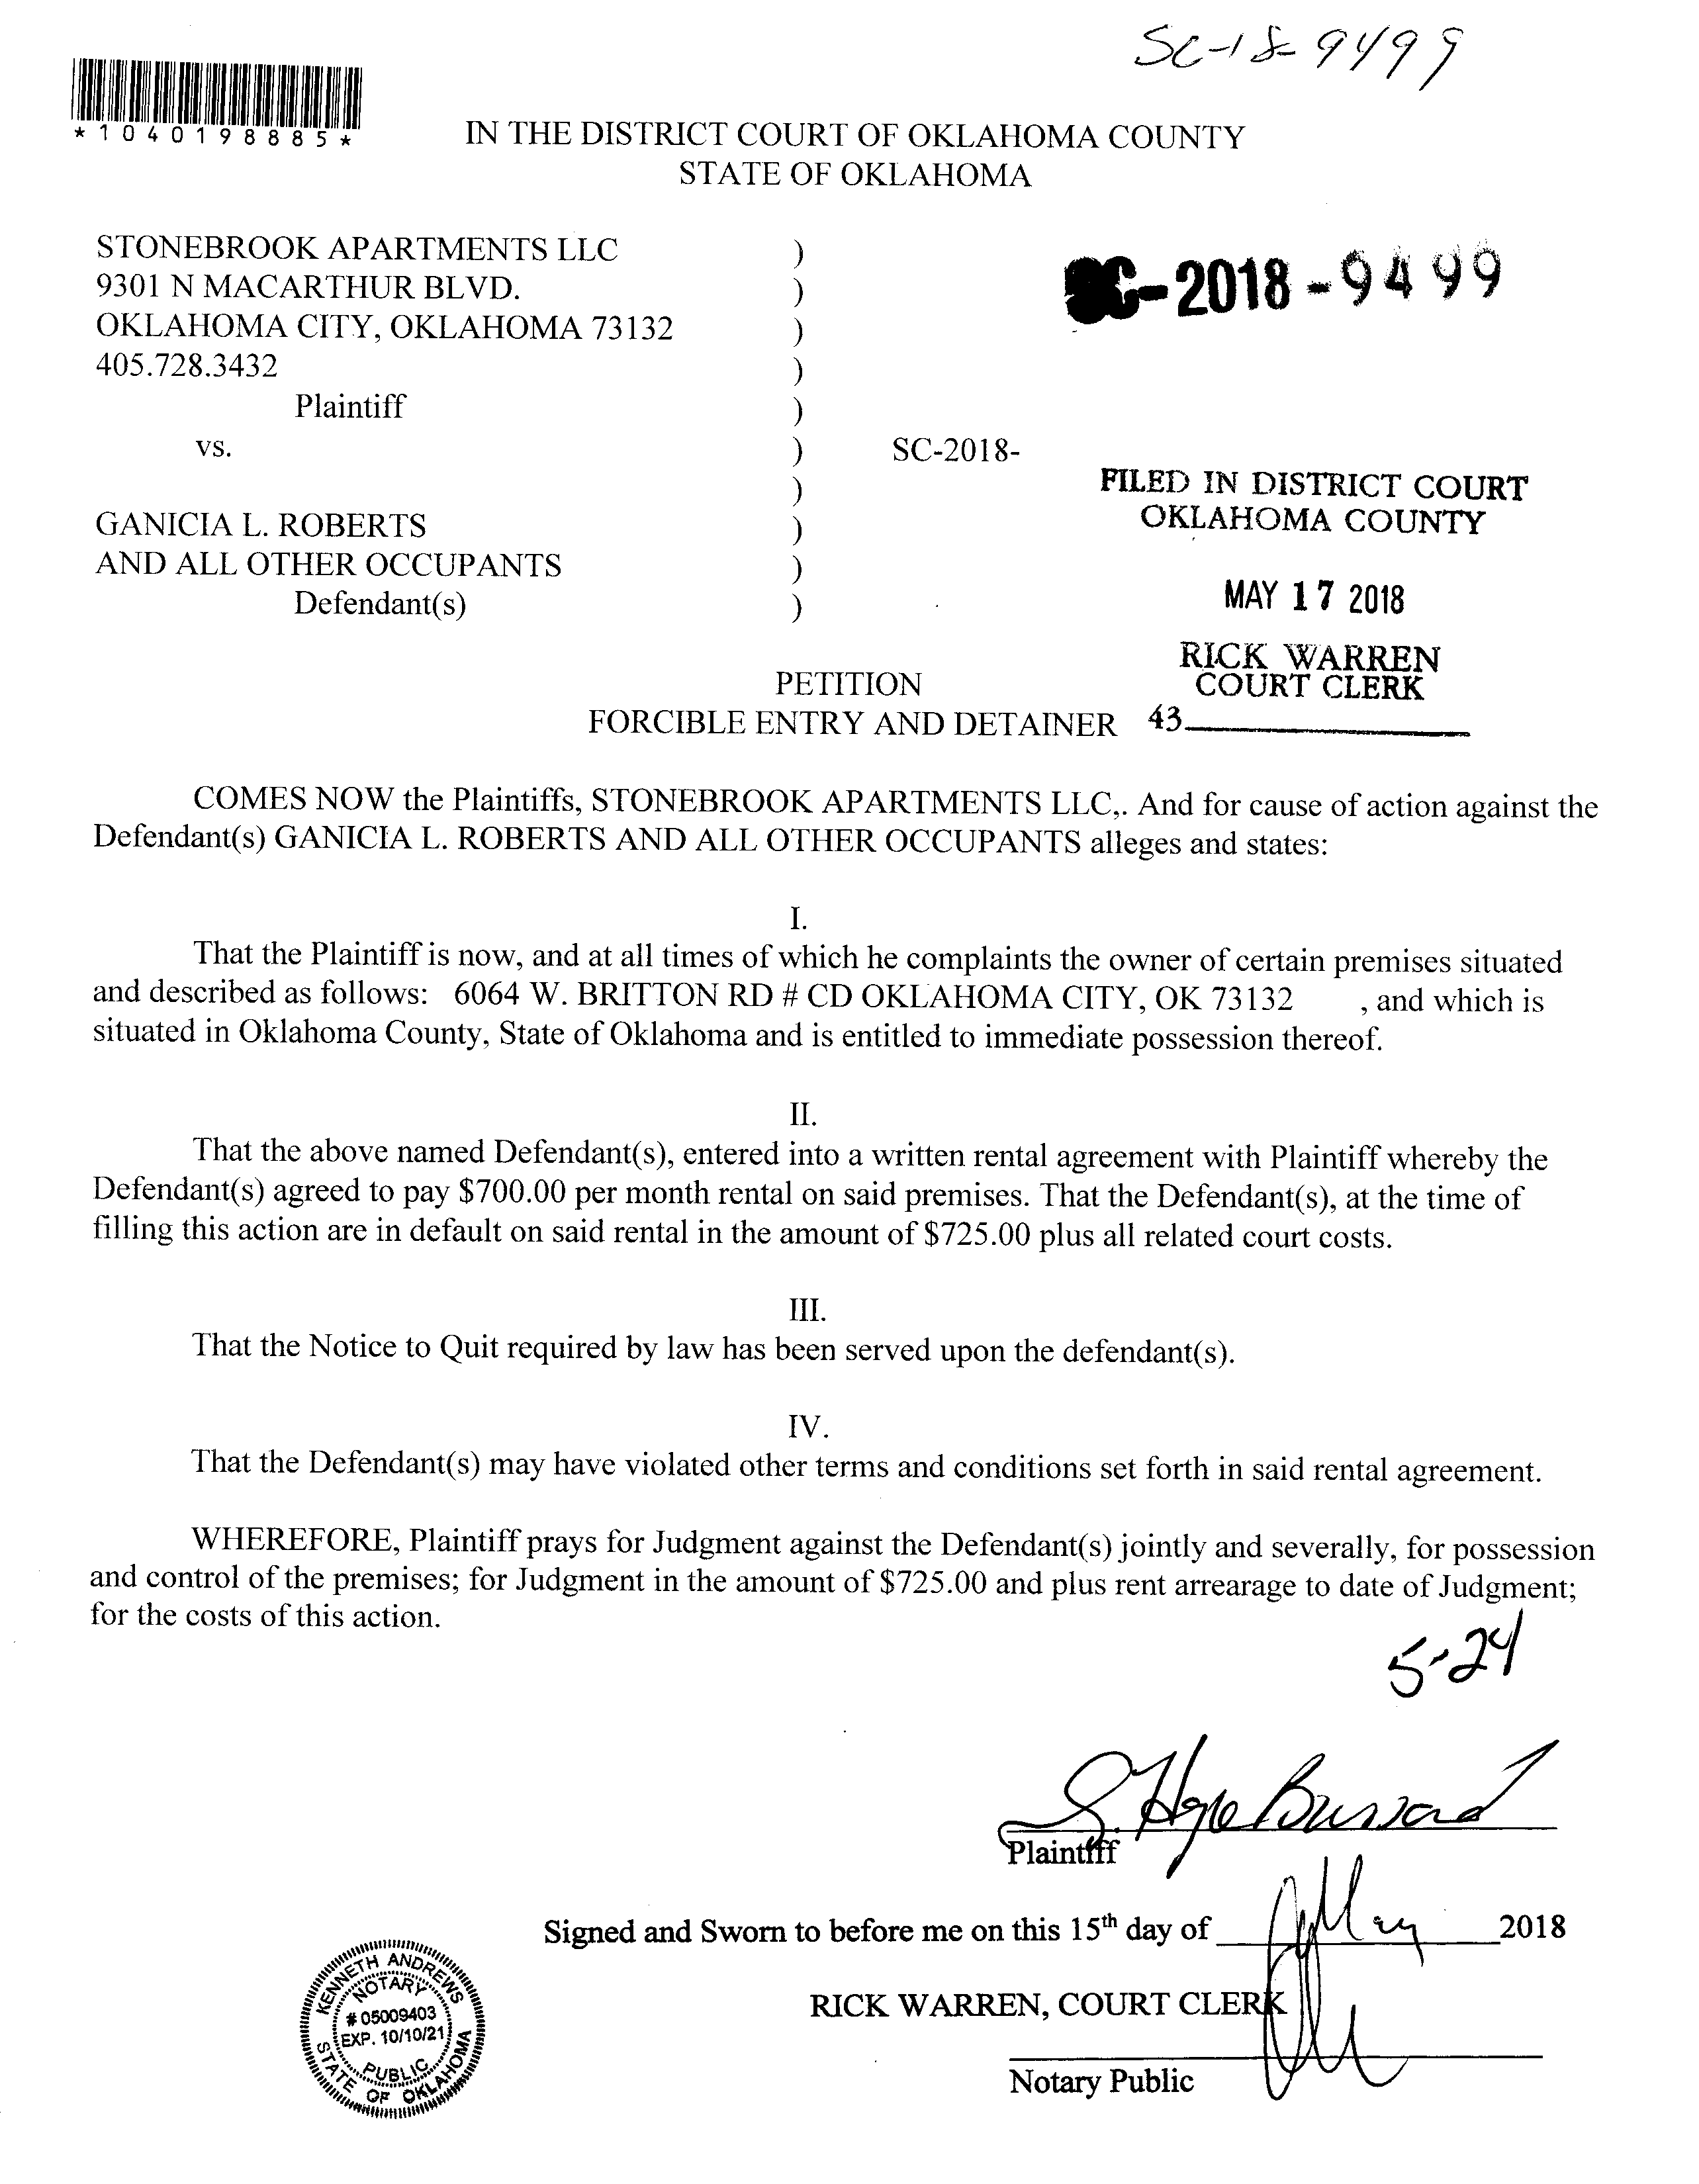 SC-18-9499
*1040198885*
IN THE DISTRICT COURT OF OKLAHOMA COUNTY
STATE OF OKLAHOMA
STONEBROOK APARTMENTS LLC )
9301 N MACARTHUR BLVD. )
OKLAHOMA CITY, OKLAHOMA 73132 )
405.728.3432 )
Plaintiff )
vs. ) SC-2018-
)
GANICIA L. ROBERTS )
AND ALL OTHER OCCUPANTS )
Defendant(s) )
SC-2018-9499
FILED IN DISTRICT COURT
OKLAHOMA COUNTY
MAY 17 2018
RICK WARREN
COURT CLERK
43
PETITION
FORCIBLE ENTRY AND DETAINER
COMES NOW the Plaintiffs, STONEBROOK APARTMENTS LLC,. And for cause of action against the
Defendant(s) GANICIA L. ROBERTS AND ALL OTHER OCCUPANTS alleges and states:
I.
That the Plaintiff is now, and at all times of which he complaints the owner of certain premises situated
and described as follows: 6064 W. BRITTON RD # CD OKLAHOMA CITY, OK 73132 , and which is
situated in Oklahoma County, State of Oklahoma and is entitled to immediate possession thereof.
II.
That the above named Defendant(s), entered into a written rental agreement with Plaintiff whereby the
Defendant(s) agreed to pay $700.00 per month rental on said premises. That the Defendant(s), at the time of
filling this action are in default on said rental in the amount of $725.00 plus all related court costs.
III.
That the Notice to Quit required by law has been served upon the defendant(s).
IV.
That the Defendant(s) may have violated other terms and conditions set forth in said rental agreement.
WHEREFORE, Plaintiff prays for Judgment against the Defendant(s) jointly and severally, for possession
and control of the premises; for Judgment in the amount of $725.00 and plus rent arrearage to date of Judgment;
for the costs of this action.
5-24
Plaintiff
Signed and Sworn to before me on this 15th day of May 2018
RICK WARREN, COURT CLERK
Notary Public
KENNETH ANDREWS
NOTARY
# 05009403
EXP. 10/10/21
PUBLIC
STATE OF OKLAHOMA